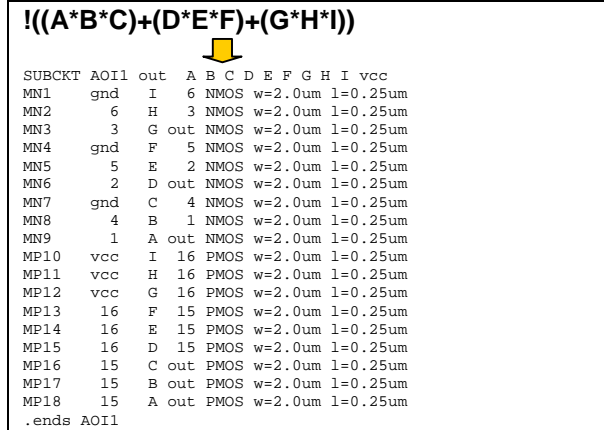 !((A*B*C)+(D*E*F)+(G*H*I))
SUBCKT AOI1 out A B C D E F G H I vcc
MN1 gnd I 6 NMOS w=2.0um l=0.25um
MN2 6 H 3 NMOS w=2.0um l=0.25um
MN3 3 G out NMOS w=2.0um l=0.25um
MN4 gnd F 5 NMOS w=2.0um l=0.25um
MN5 5 E 2 NMOS w=2.0um l=0.25um
MN6 2 D out NMOS w=2.0um l=0.25um
MN7 gnd C 4 NMOS w=2.0um l=0.25um
MN8 4 B 1 NMOS w=2.0um l=0.25um
MN9 1 A out NMOS w=2.0um l=0.25um
MP10 vcc I 16 PMOS w=2.0um l=0.25um
MP11 vcc H 16 PMOS w=2.0um l=0.25um
MP12 vcc G 16 PMOS w=2.0um l=0.25um
MP13 16 F 15 PMOS w=2.0um l=0.25um
MP14 16 E 15 PMOS w=2.0um l=0.25um
MP15 16 D 15 PMOS w=2.0um l=0.25um
MP16 15 C out PMOS w=2.0um l=0.25um
MP17 15 B out PMOS w=2.0um l=0.25um
MP18 15 A out PMOS w=2.0um l=0.25um
.ends AOI1